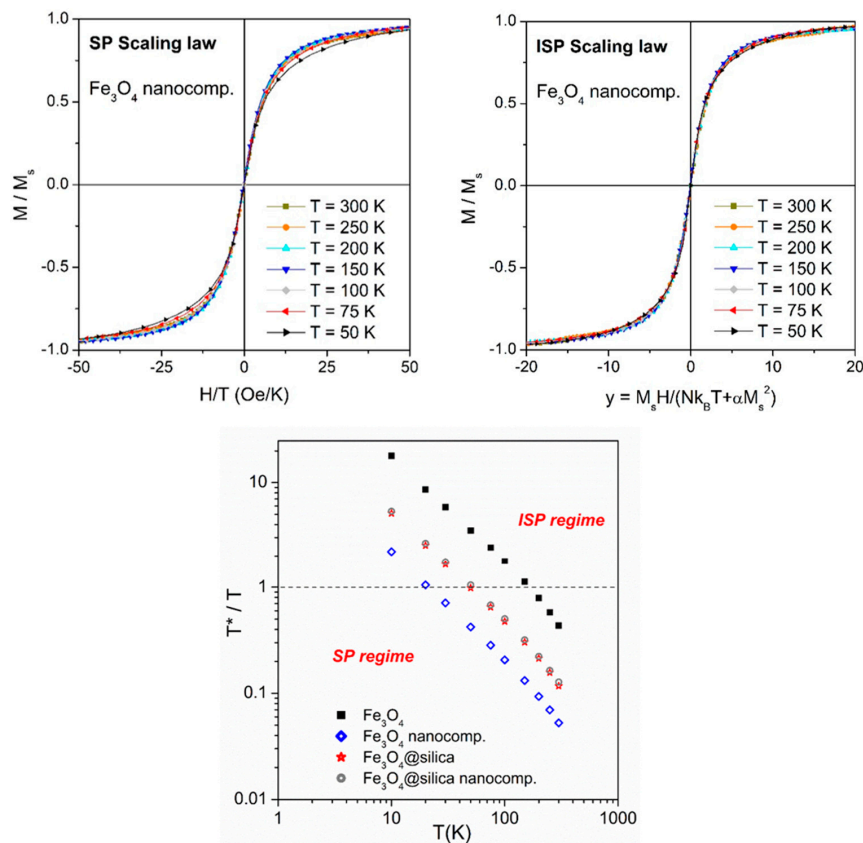 SP Scaling law
Fe₃O₄ nanocomp.
M / Mₛ
1.0
0.5
0.0
-0.5
-1.0
T = 300 K
T = 250 K
T = 200 K
T = 150 K
T = 100 K
T = 75 K
T = 50 K
-50 -25 0 25 50
H/T (Oe/K)
ISP Scaling law
Fe₃O₄ nanocomp.
M / Mₛ
1.0
0.5
0.0
-0.5
-1.0
T = 300 K
T = 250 K
T = 200 K
T = 150 K
T = 100 K
T = 75 K
T = 50 K
-20 -10 0 10 20
y = MₛH/(Nk_BT+αMₛ²)
T* / T
10
1
0.1
0.01
ISP regime
SP regime
Fe₃O₄
Fe₃O₄ nanocomp.
Fe₃O₄@silica
Fe₃O₄@silica nanocomp.
1 10 100 1000
T(K)